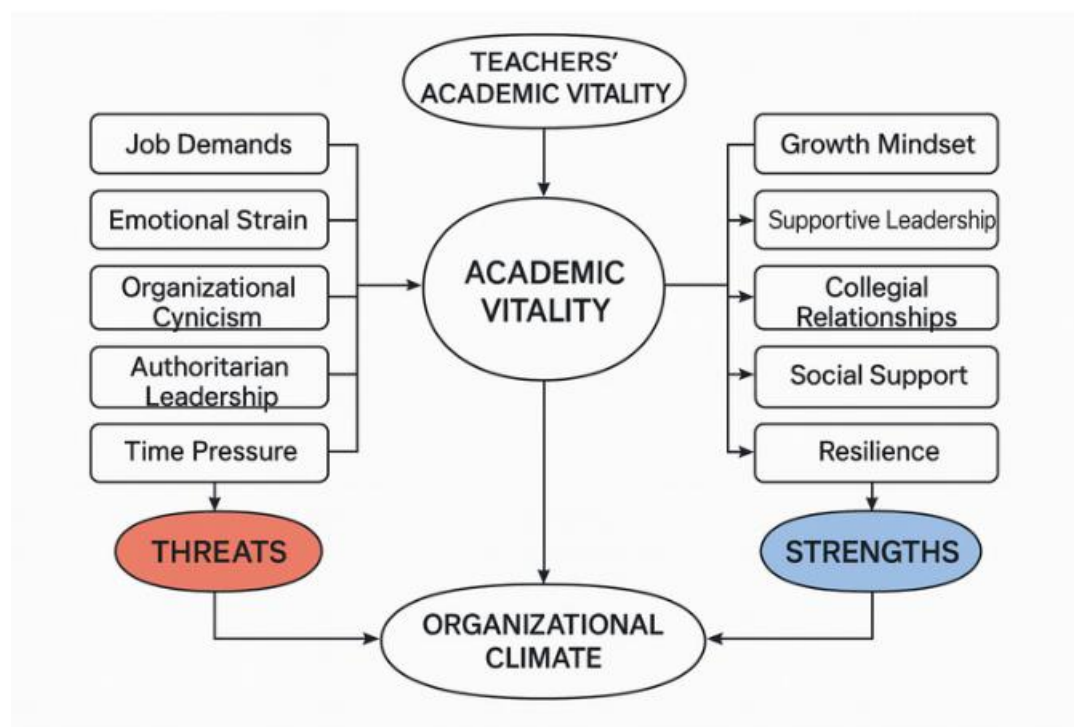 TEACHERS'
ACADEMIC VITALITY
Job Demands
Emotional Strain
Organizational
Cynicism
Authoritarian
Leadership
Time Pressure
THREATS
ACADEMIC
VITALITY
Growth Mindset
Supportive Leadership
Collegial
Relationships
Social Support
Resilience
STRENGTHS
ORGANIZATIONAL
CLIMATE